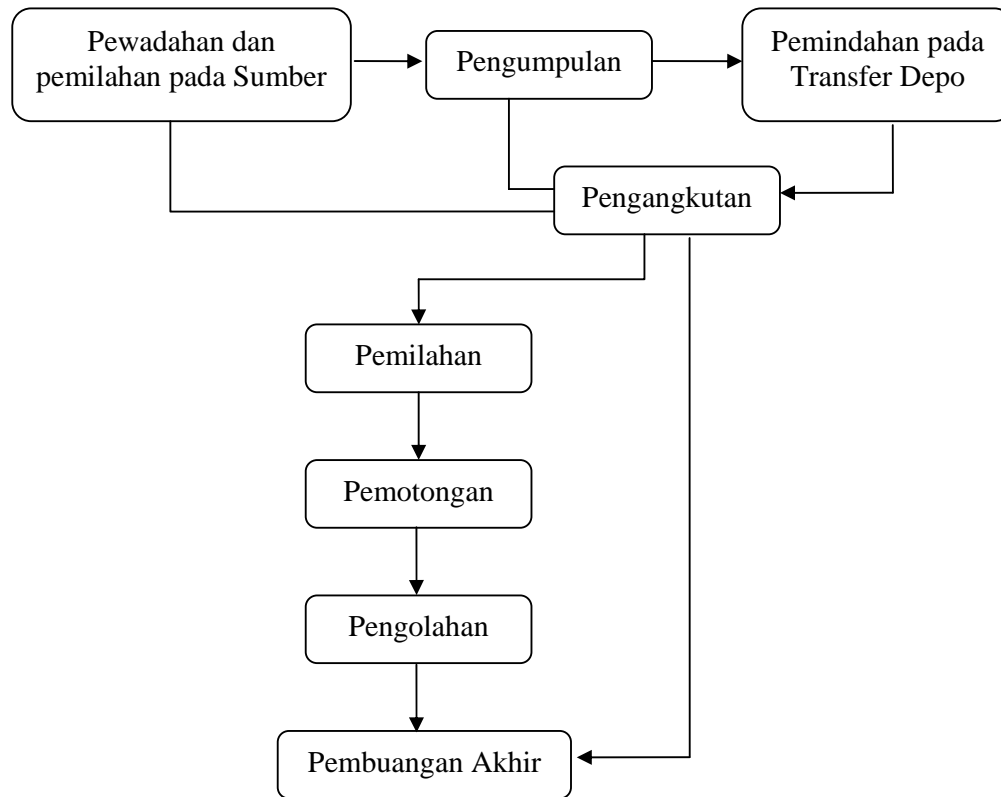 Pewadahan dan
pemilahan pada Sumber
Pengumpulan
Pemindahan pada
Transfer Depo
Pengangkutan
Pemilahan
Pemotongan
Pengolahan
Pembuangan Akhir